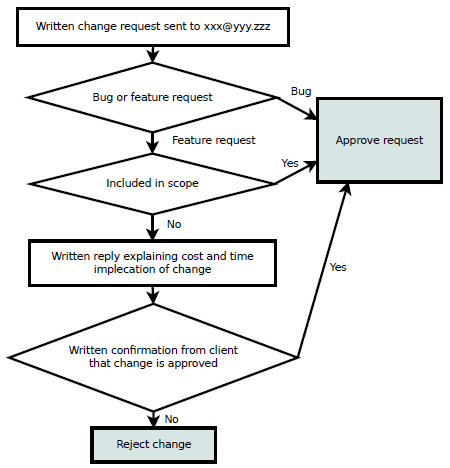 Written change request sent to xxx@yyy.zzz
Bug or feature request
Bug
Approve request
Feature request
Included in scope
Yes
No
Written reply explaining cost and time
implecation of change
Yes
Written confirmation from client
that change is approved
No
Reject change